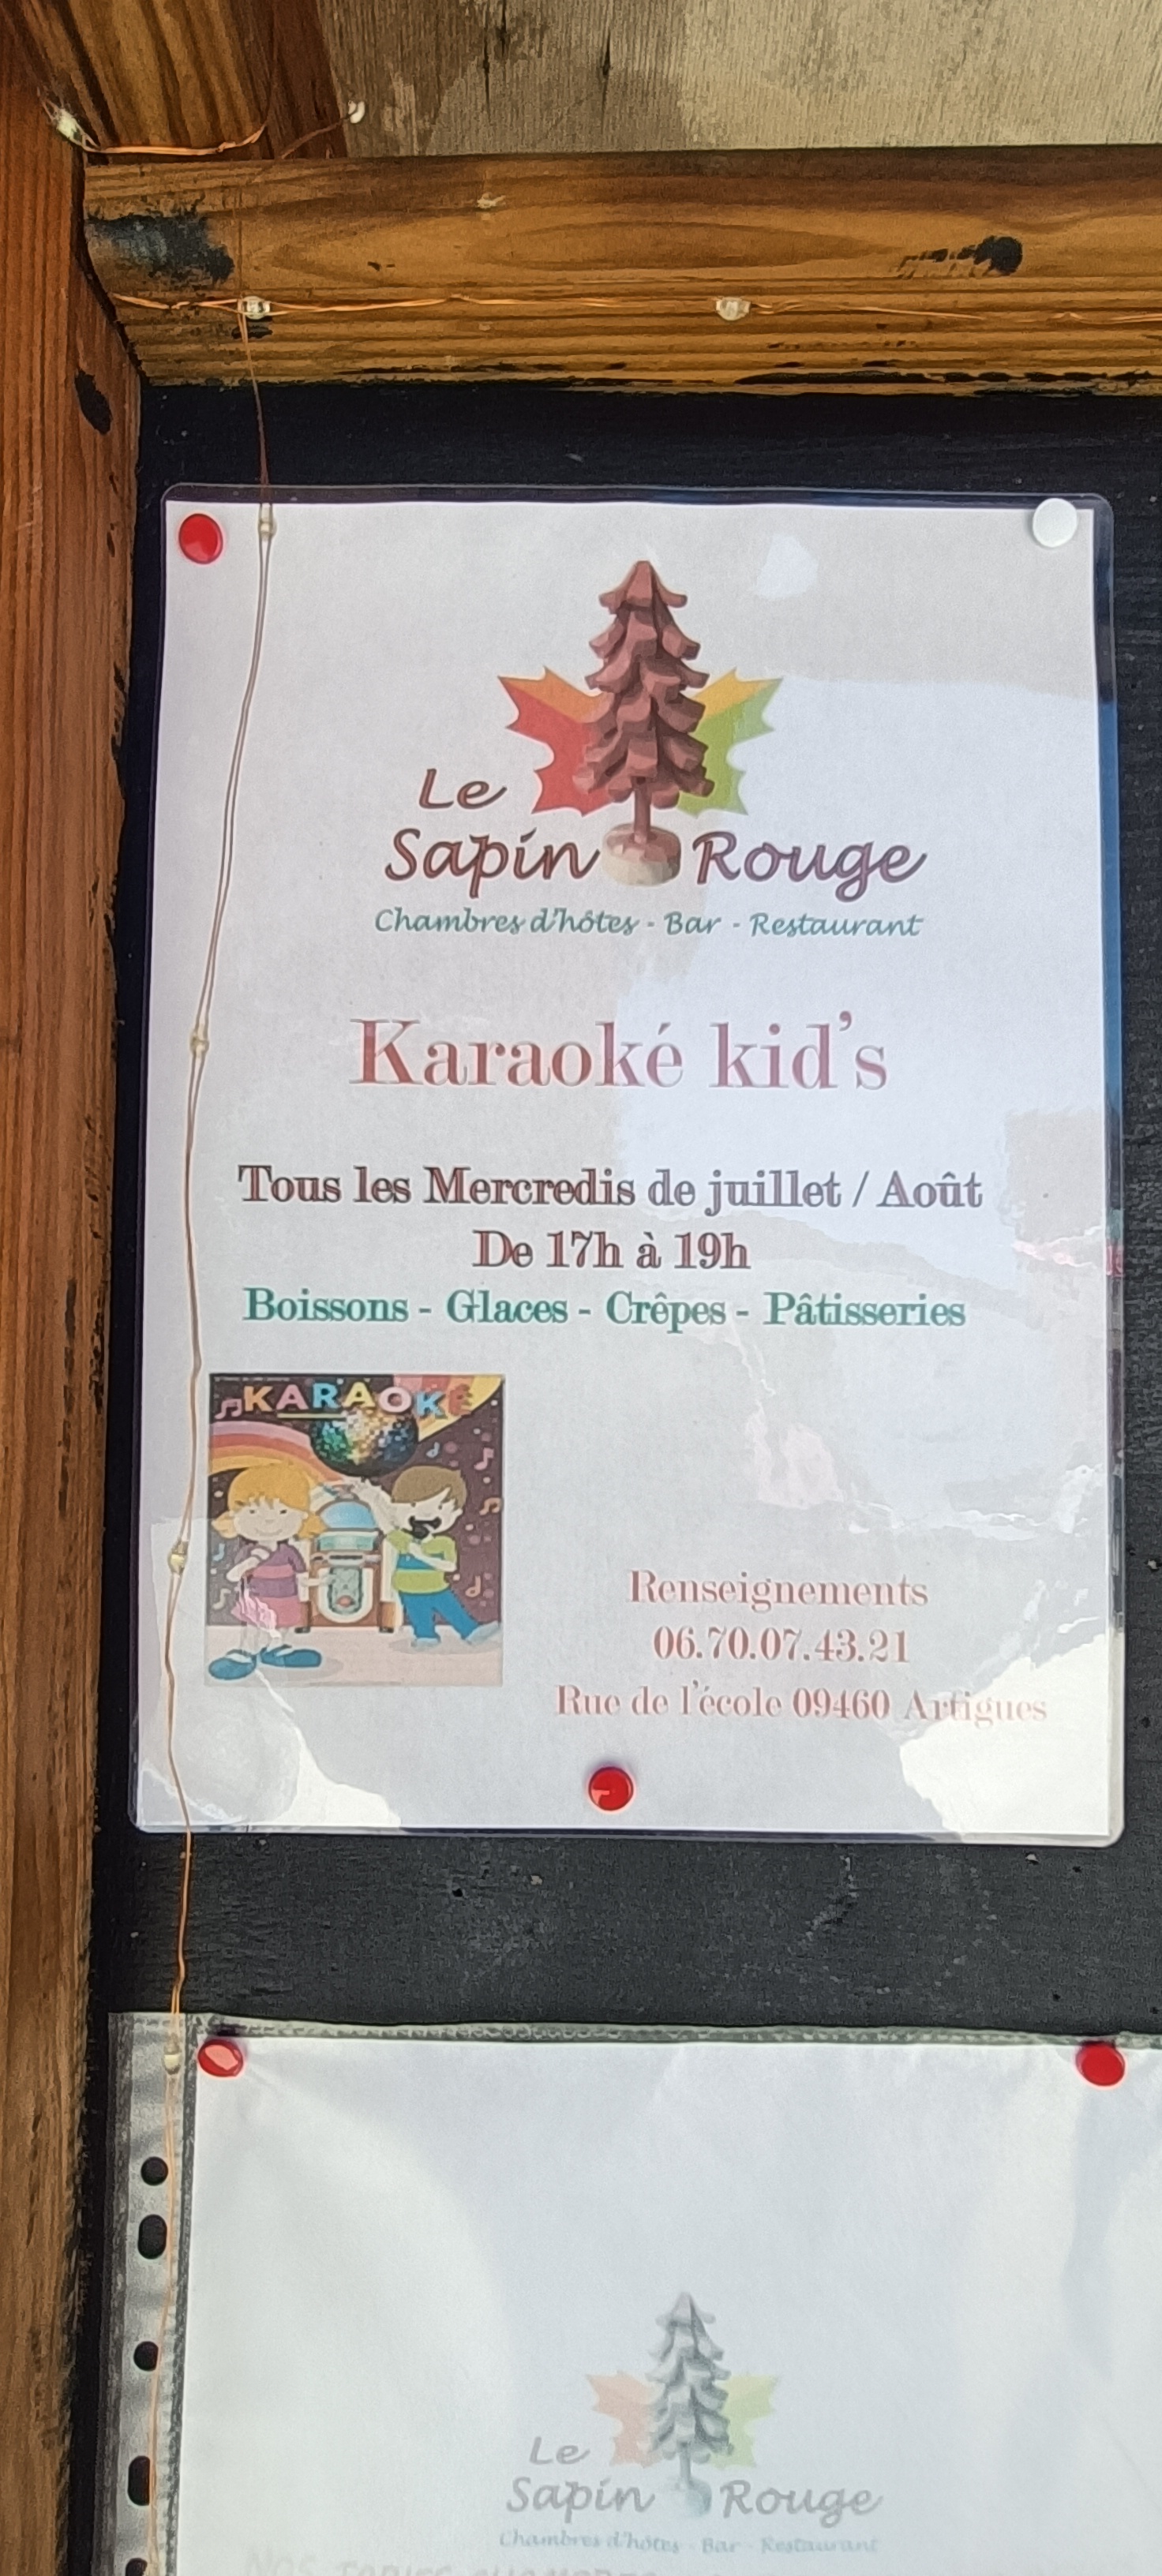 Le
Sapin Rouge
Chambres d'hôtes - Bar - Restaurant
Karaoké kid's
Tous les Mercredis de juillet / Août
De 17h à 19h
Boissons - Glaces - Crêpes - Pâtisseries
KARAOKE
Renseignements
06.70.07.43.21
Rue de l'école 09460 Artigues
Le
Sapin Rouge
Chambres d'hôtes - Bar - Restaurant